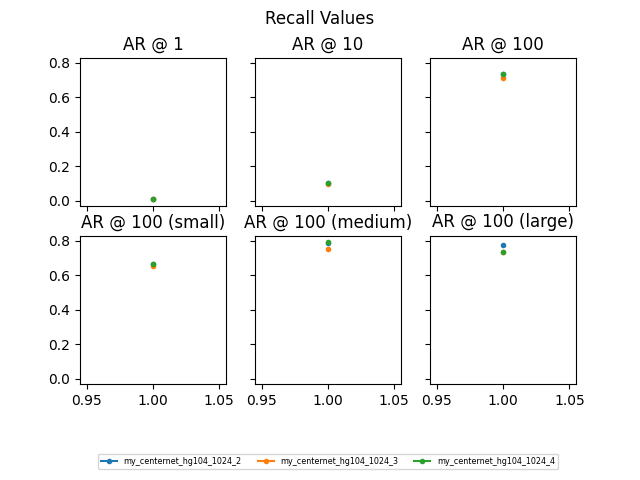 Recall Values
AR @ 1 AR @ 10 AR @ 100
0.8
0.6
0.4
0.2
0.0
AR @ 100 (small) AR @ 100 (medium) AR @ 100 (large)
0.8
0.6
0.4
0.2
0.0
0.95 1.00 1.05 0.95 1.00 1.05 0.95 1.00 1.05
my_centernet_hg104_1024_2 my_centernet_hg104_1024_3 my_centernet_hg104_1024_4